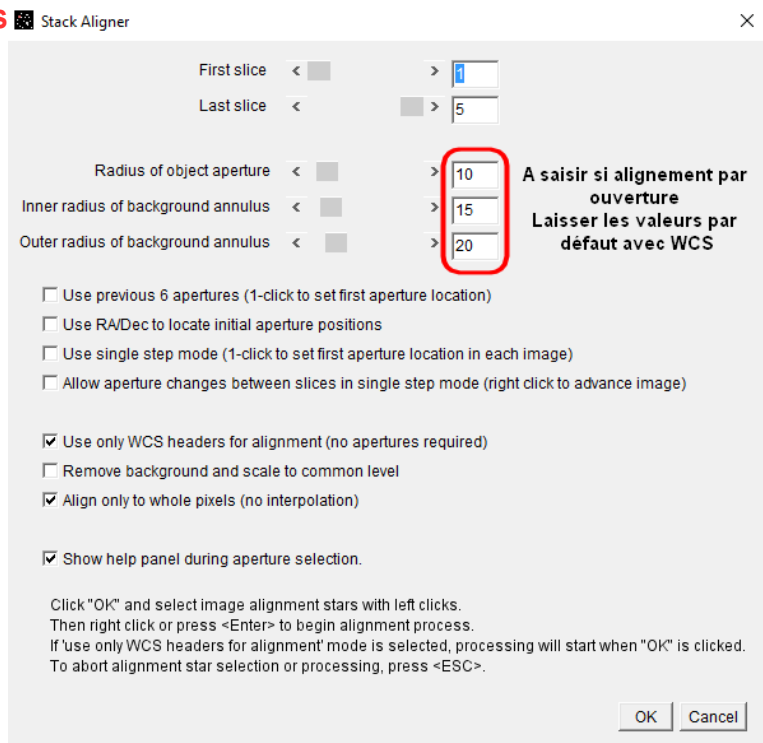 S Stack Aligner
First slice < > 1
Last slice < > 5
Radius of object aperture < > 10
Inner radius of background annulus < > 15
Outer radius of background annulus < > 20
A saisir si alignement par
ouverture
Laisser les valeurs par
défaut avec WCS
Use previous 6 apertures (1-click to set first aperture location)
Use RA/Dec to locate initial aperture positions
Use single step mode (1-click to set first aperture location in each image)
Allow aperture changes between slices in single step mode (right click to advance image)
Use only WCS headers for alignment (no apertures required)
Remove background and scale to common level
Align only to whole pixels (no interpolation)
Show help panel during aperture selection.
Click "OK" and select image alignment stars with left clicks.
Then right click or press <Enter> to begin alignment process.
If 'use only WCS headers for alignment' mode is selected, processing will start when "OK" is clicked.
To abort alignment star selection or processing, press <ESC>.
OK Cancel